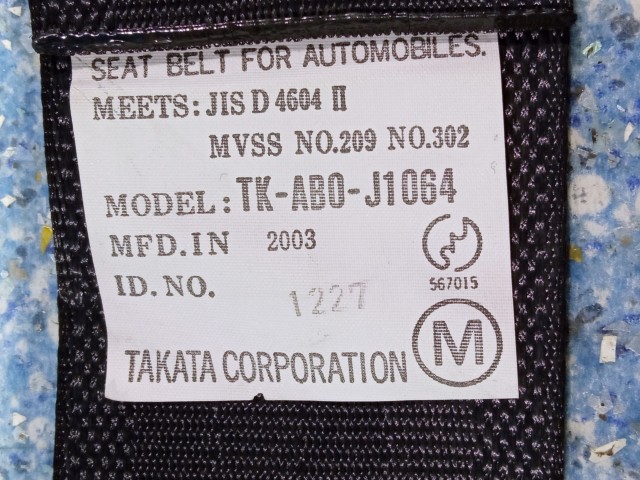 SEAT BELT FOR AUTOMOBILES.
MEETS: JIS D 4604 II
MVSS NO.209 NO.302
MODEL: TK-AB0-J1064
MFD.IN 2003
ID. NO. 1227
567015
M
TAKATA CORPORATION